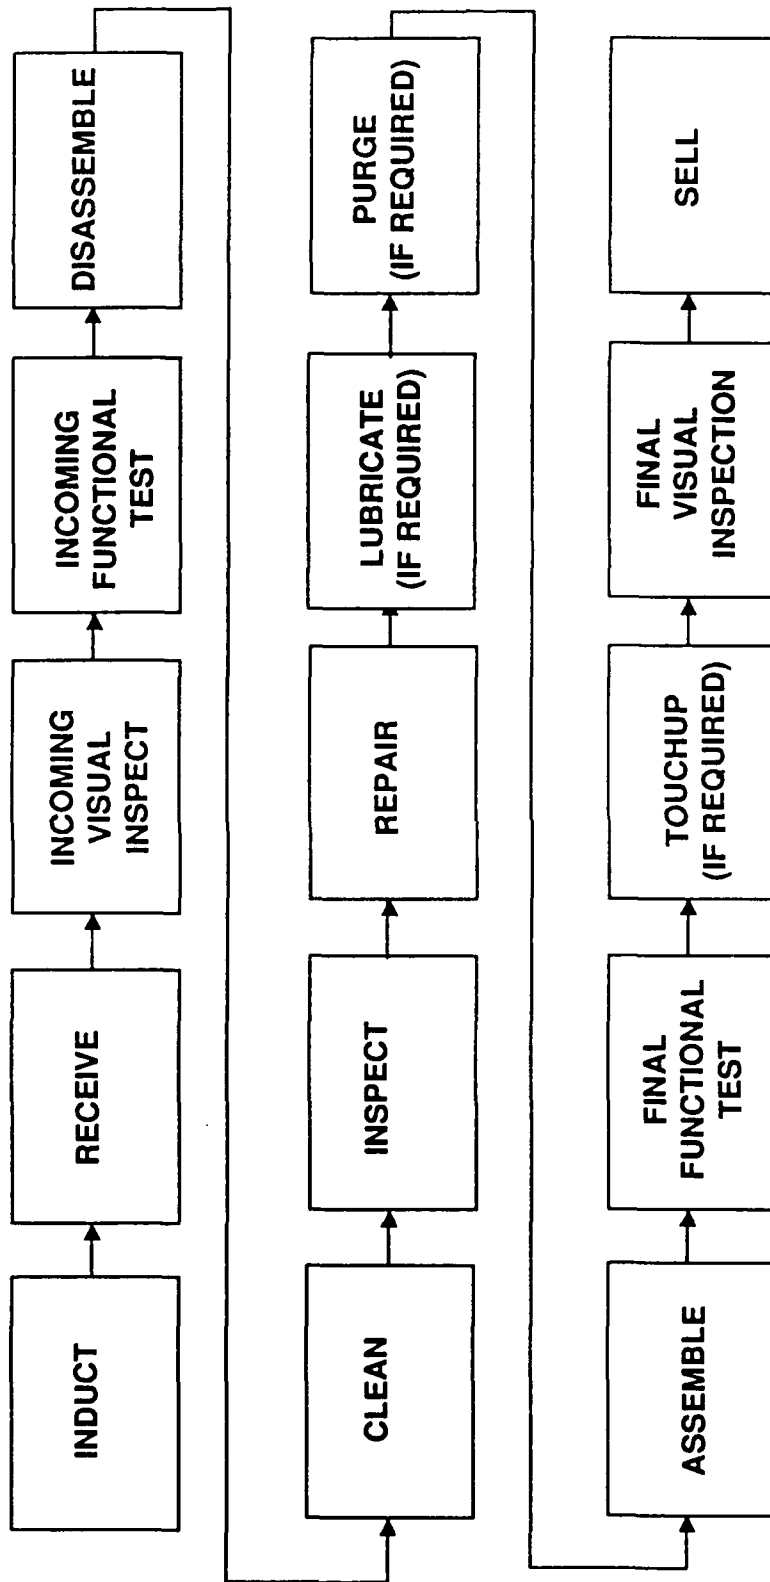 INDUCT
RECEIVE
INCOMING
VISUAL
INSPECT
INCOMING
FUNCTIONAL
TEST
DISASSEMBLE
CLEAN
INSPECT
REPAIR
LUBRICATE
(IF REQUIRED)
PURGE
(IF REQUIRED)
ASSEMBLE
FINAL
FUNCTIONAL
TEST
TOUCHUP
(IF REQUIRED)
FINAL
VISUAL
INSPECTION
SELL